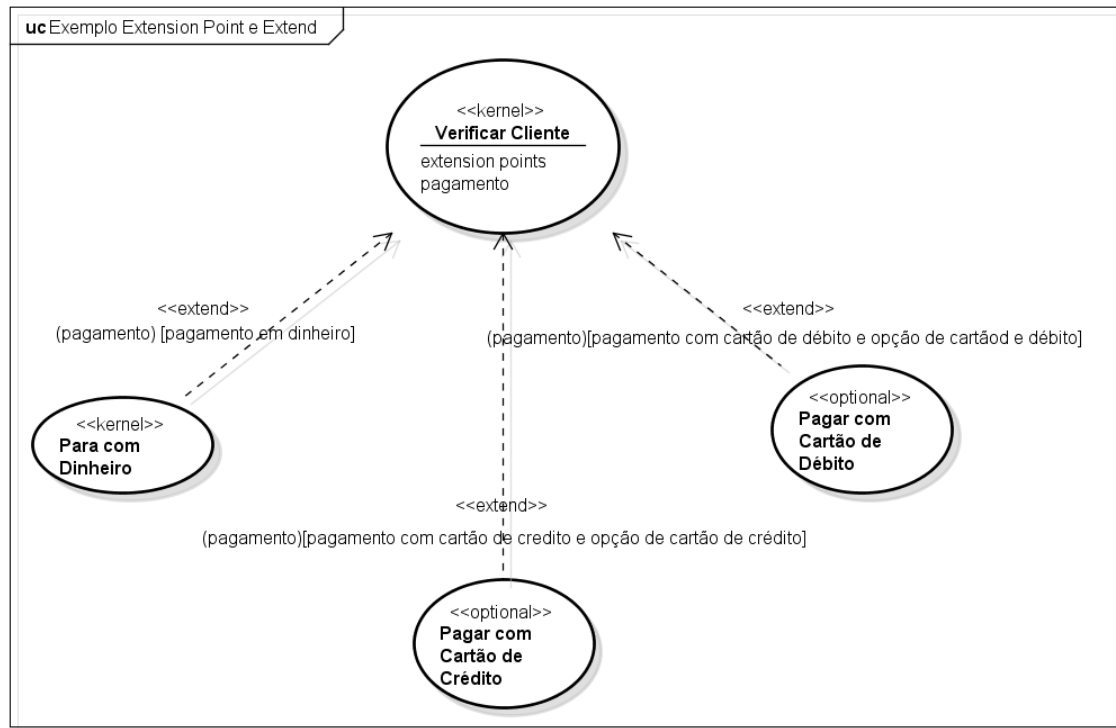 uc Exemplo Extension Point e Extend
<<kernel>>
Verificar Cliente
extension points
pagamento
<<extend>>
(pagamento) [pagamento em dinheiro]
<<extend>>
(pagamento)[pagamento com cartão de débito e opção de cartãod e débito]
<<kernel>>
Para com
Dinheiro
<<optional>>
Pagar com
Cartão de
Débito
<<extend>>
(pagamento)[pagamento com cartão de credito e opção de cartão de crédito]
<<optional>>
Pagar com
Cartão de
Crédito